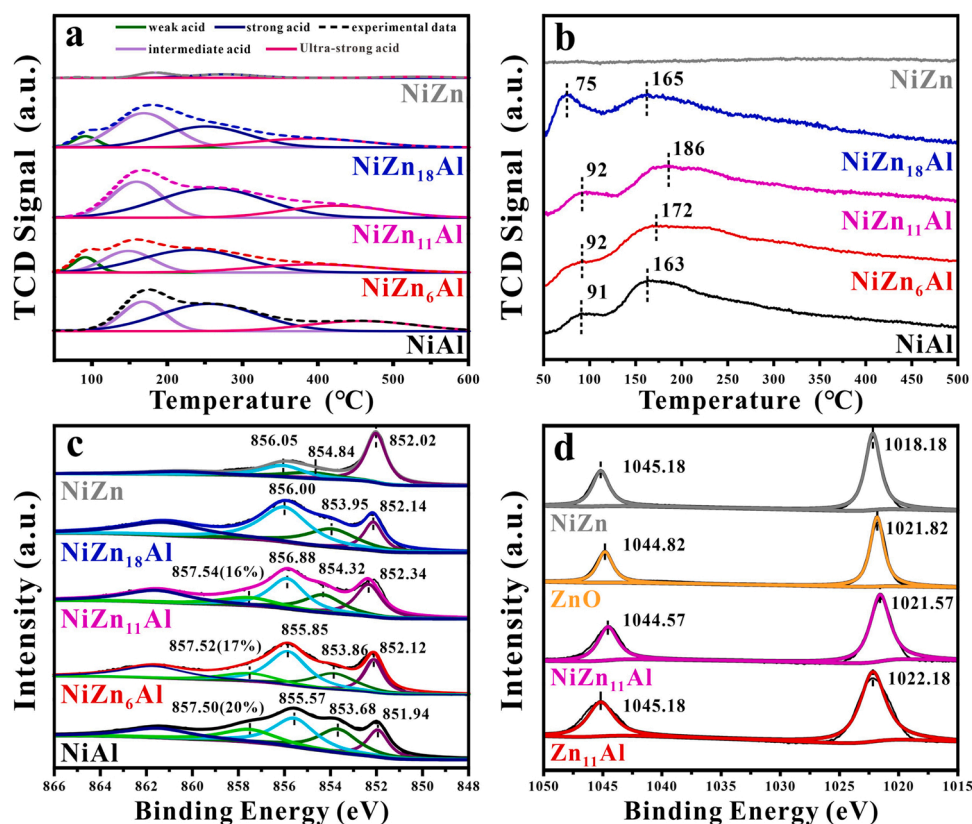 a
weak acid strong acid experimental data
intermediate acid Ultra-strong acid
NiZn
NiZn18Al
NiZn11Al
NiZn6Al
NiAl
TCD Signal (a.u.)
100 200 300 400 500 600
Temperature (°C)
b
NiZn
75 165
NiZn18Al
92 186
NiZn11Al
92 172
NiZn6Al
91 163
NiAl
TCD Signal (a.u.)
50 100 150 200 250 300 350 400 450 500
Temperature (°C)
c
856.05 854.84 852.02
NiZn
856.00 853.95 852.14
NiZn18Al
857.54(16%) 856.88 854.32 852.34
NiZn11Al
857.52(17%) 855.85 853.86 852.12
NiZn6Al
857.50(20%) 855.57 853.68 851.94
NiAl
Intensity (a.u.)
866 864 862 860 858 856 854 852 850 848
Binding Energy (eV)
d
1045.18 1018.18
NiZn
1044.82 1021.82
ZnO
1044.57 1021.57
NiZn11Al
1045.18 1022.18
Zn11Al
Intensity (a.u.)
1050 1045 1040 1035 1030 1025 1020 1015
Binding Energy (eV)